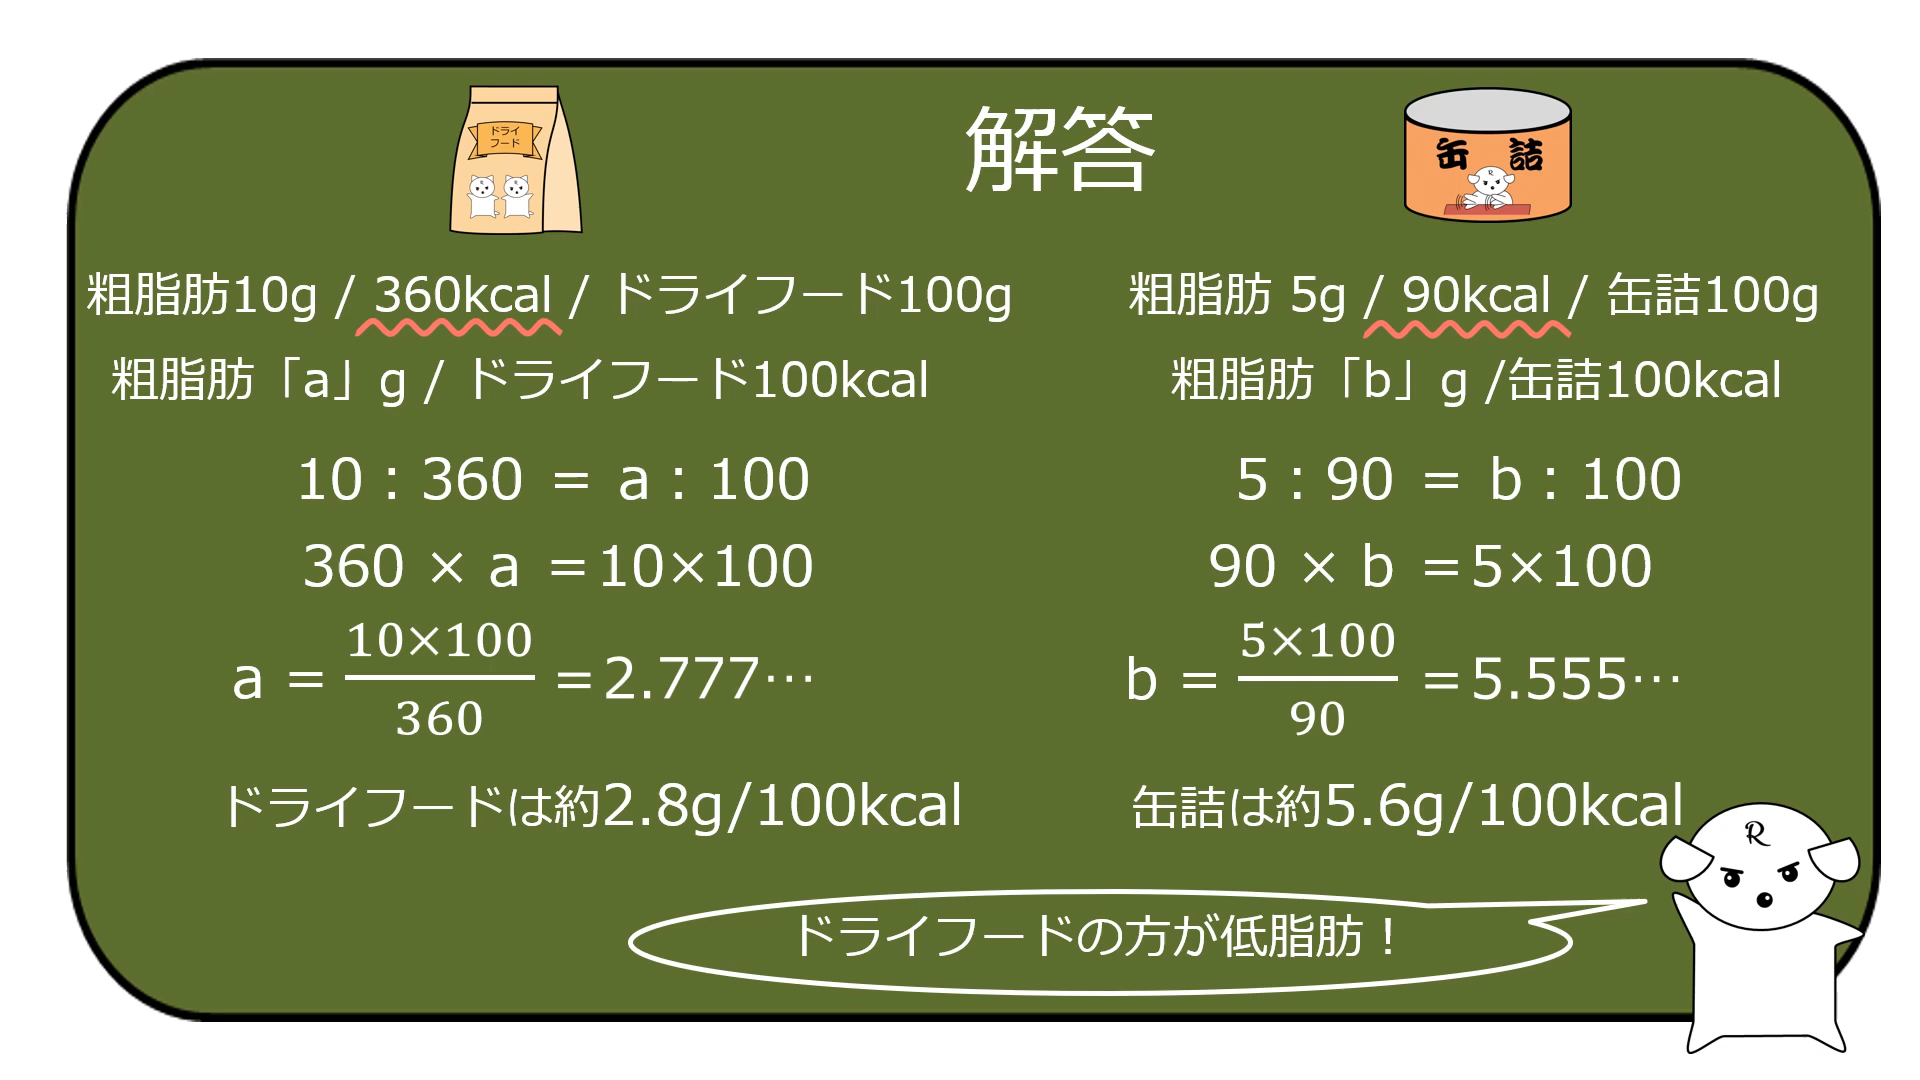 解答
ドライ
フード
R
R
缶詰
R
粗脂肪10g / 360kcal / ドライフード100g
粗脂肪「a」g / ドライフード100kcal
10：360 ＝ a：100
360 × a ＝10×100
a ＝ 10×100/360 ＝2.777…
ドライフードは約2.8g/100kcal
粗脂肪 5g / 90kcal / 缶詰100g
粗脂肪「b」g /缶詰100kcal
5：90 ＝ b：100
90 × b ＝5×100
b ＝ 5×100/90 ＝5.555…
缶詰は約5.6g/100kcal
ドライフードの方が低脂肪！
R